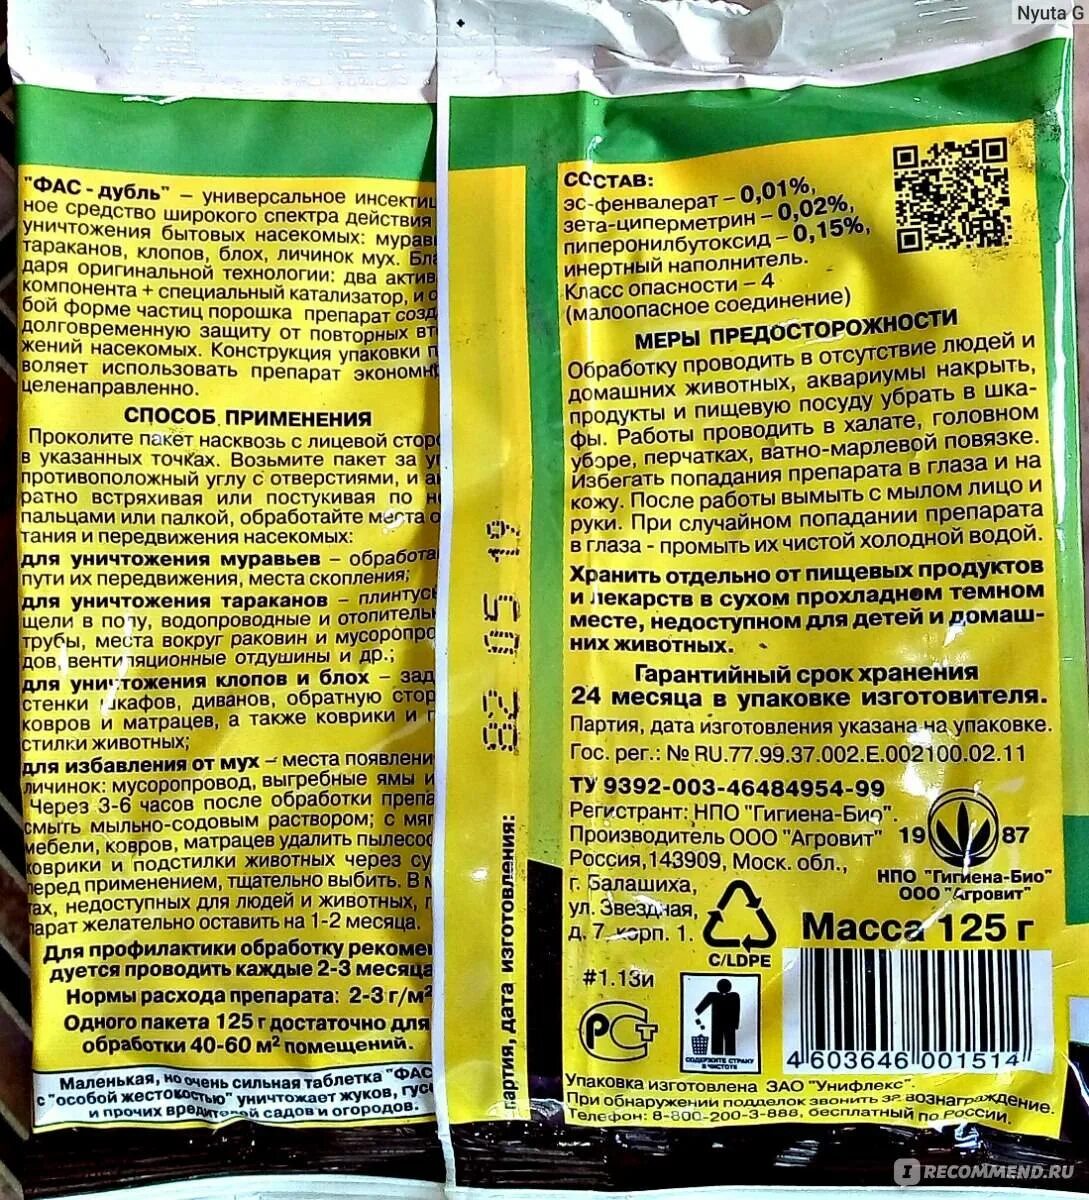 Nyuta G
"ФАС - дубль" – универсальное инсектиц
ное средство широкого спектра действия
уничтожения бытовых насекомых: мурав
тараканов, клопов, блох, личинок мух. Бла
даря оригинальной технологии: два актив
компонента + специальный катализатор, и о
бой форме частиц порошка препарат созд
долговременную защиту от повторных вт
жений насекомых. Конструкция упаковки п
воляет использовать препарат экономн
целенаправленно.
СПОСОБ ПРИМЕНЕНИЯ
Проколите пакет насквозь с лицевой стор
в указанных точках. Возьмите пакет за у
противоположный углу с отверстиями, и а
ратно встряхивая или постукивая по н
пальцами или палкой, обработайте места о
тания и передвижения насекомых:
для уничтожения муравьев – обработа
пути их передвижения, места скопления;
для уничтожения тараканов – плинтус
щели в полу, водопроводные и отопитель
трубы, места вокруг раковин и мусоропро
дов, вентиляционные отдушины и др.;
для уничтожения клопов и блох – зад
стенки шкафов, диванов, обратную стор
ковров и матрацев, а также коврики и п
стилки животных;
для избавления от мух – места появлени
личинок: мусоропровод, выгребные ямы и
Через 3-6 часов после обработки препа
смыть мыльно-содовым раствором; с мяг
мебели, ковров, матрацев удалить пылесос
коврики и подстилки животных через су
перед применением, тщательно выбить. В м
тах, недоступных для людей и животных, п
парат желательно оставить на 1-2 месяца.
Для профилактики обработку рекомен
дуется проводить каждые 2-3 месяца
Нормы расхода препарата: 2-3 г/м²
Одного пакета 125 г достаточно для
обработки 40-60 м² помещений.
Маленькая, но очень сильная таблетка "ФАС
с "особой жестокостью" уничтожает жуков, гус
и прочих вредителей садов и огородов.
партия, дата изготовления:
82 05 19
СОСТАВ:
эс-фенвалерат – 0,01%,
зета-циперметрин – 0,02%,
пиперонилбутоксид – 0,15%,
инертный наполнитель.
Класс опасности – 4
(малоопасное соединение)
МЕРЫ ПРЕДОСТОРОЖНОСТИ
Обработку проводить в отсутствие людей и
домашних животных, аквариумы накрыть,
продукты и пищевую посуду убрать в шка-
фы. Работы проводить в халате, головном
уборе, перчатках, ватно-марлевой повязке.
Избегать попадания препарата в глаза и на
кожу. После работы вымыть с мылом лицо и
руки. При случайном попадании препарата
в глаза - промыть их чистой холодной водой.
Хранить отдельно от пищевых продуктов
и лекарств в сухом прохладном темном
месте, недоступном для детей и домаш-
них животных.
Гарантийный срок хранения
24 месяца в упаковке изготовителя.
Партия, дата изготовления указана на упаковке.
Гос. рег.: № RU.77.99.37.002.Е.002100.02.11
ТУ 9392-003-46484954-99
Регистрант: НПО "Гигиена-Био".
Производитель ООО "Агровит"
Россия,143909, Моск. обл.,
г. Балашиха,
ул. Звездная,
д. 7, корп. 1.
19 87
НПО "Гигиена-Био"
ООО "Агровит"
C/LDPE
Масса 125 г
#1.13и
РСТ
СОДЕРЖИТЕ СТРАНУ
В ЧИСТОТЕ
4 603646 001514
Упаковка изготовлена ЗАО "Унифлекс".
При обнаружении подделок звонить за вознаграждение.
Телефон: 8-800-200-3-888, бесплатный по России.
IRECOMMEND.RU